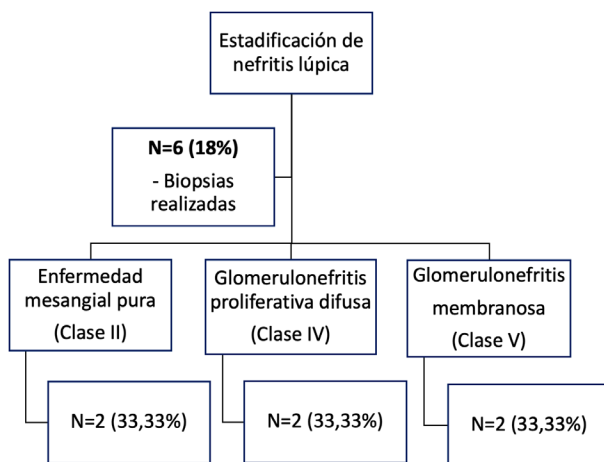 Estadificación de
nefritis lúpica
N=6 (18%)
- Biopsias
realizadas
Enfermedad
mesangial pura
(Clase II)
Glomerulonefritis
proliferativa difusa
(Clase IV)
Glomerulonefritis
membranosa
(Clase V)
N=2 (33,33%)
N=2 (33,33%)
N=2 (33,33%)